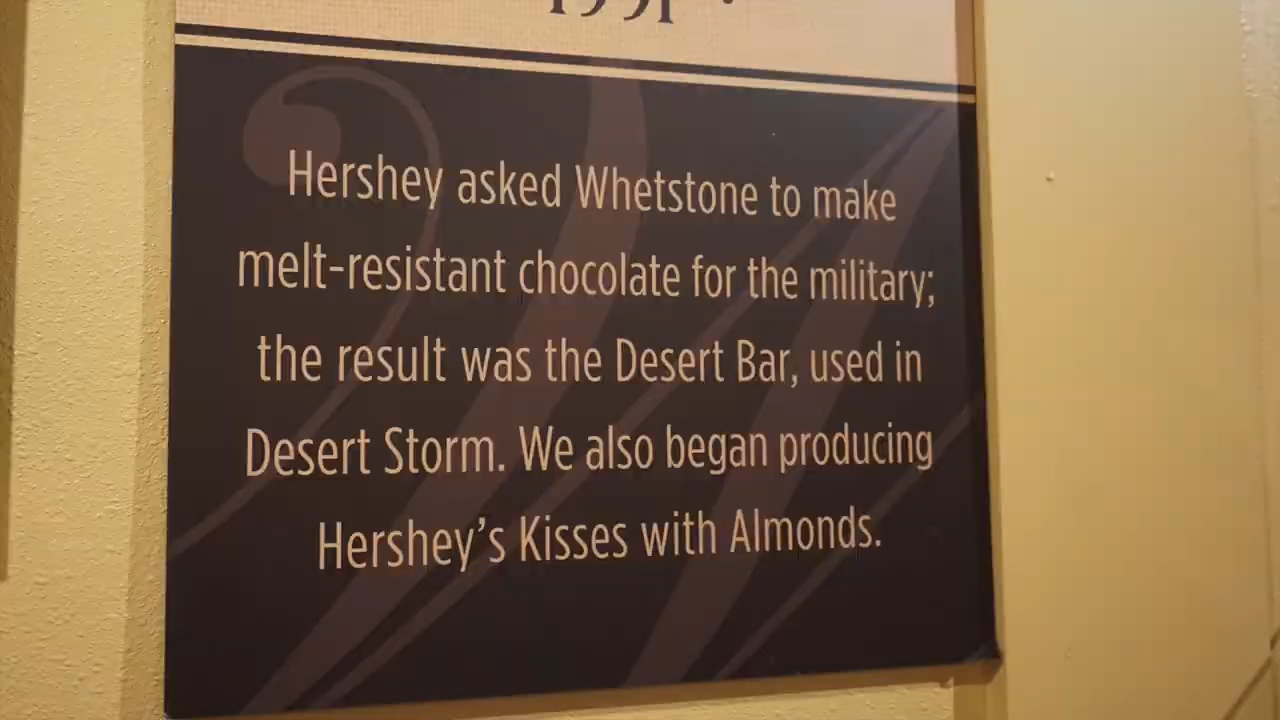 1991
Hershey asked Whetstone to make
melt-resistant chocolate for the military;
the result was the Desert Bar, used in
Desert Storm. We also began producing
Hershey's Kisses with Almonds.